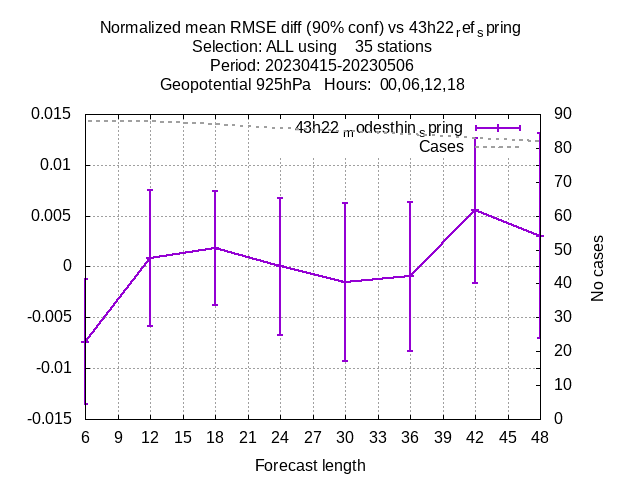 Normalized mean RMSE diff (90% conf) vs 43h22_ref_spring
Selection: ALL using 35 stations
Period: 20230415-20230506
Geopotential 925hPa Hours: 00,06,12,18
0.015
0.01
0.005
0
-0.005
-0.01
-0.015
90
80
70
60
50
40
30
20
10
0
43h22_modesthin_spring
Cases
No cases
6 9 12 15 18 21 24 27 30 33 36 39 42 45 48
Forecast length